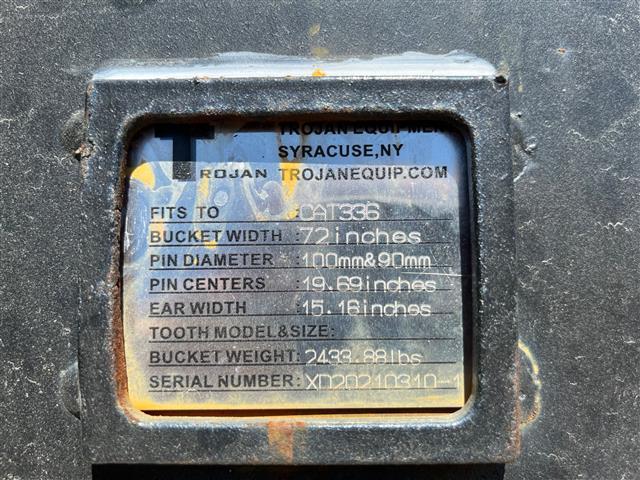 TROJAN EQUIPMEN
SYRACUSE,NY
TROJAN TROJANEQUIP.COM
FITS TO :CAT336
BUCKET WIDTH :72inches
PIN DIAMETER :100mm&90mm
PIN CENTERS :19.69inches
EAR WIDTH :15.16inches
TOOTH MODEL&SIZE:
BUCKET WEIGHT:2433.88lbs
SERIAL NUMBER:XD20210310-1